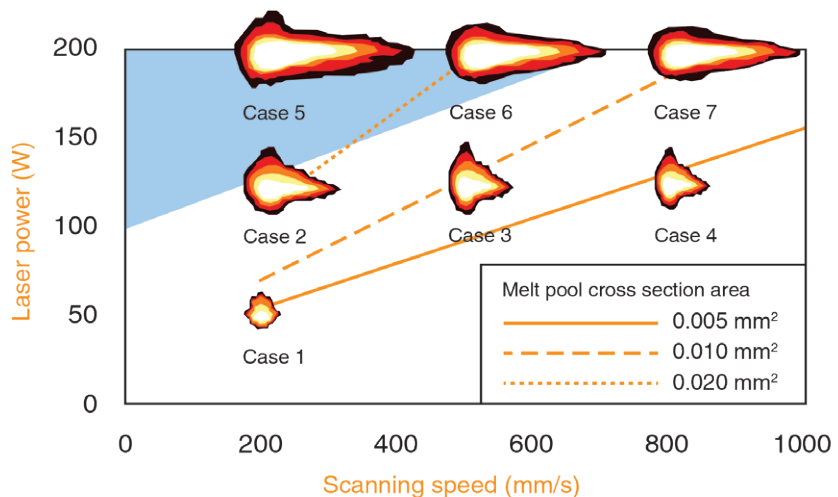 200
Case 5
Case 6
Case 7
150
Laser power (W)
100
Case 2
Case 3
Case 4
Melt pool cross section area
50
0.005 mm²
Case 1
0.010 mm²
0.020 mm²
0
0
200
400
600
800
1000
Scanning speed (mm/s)